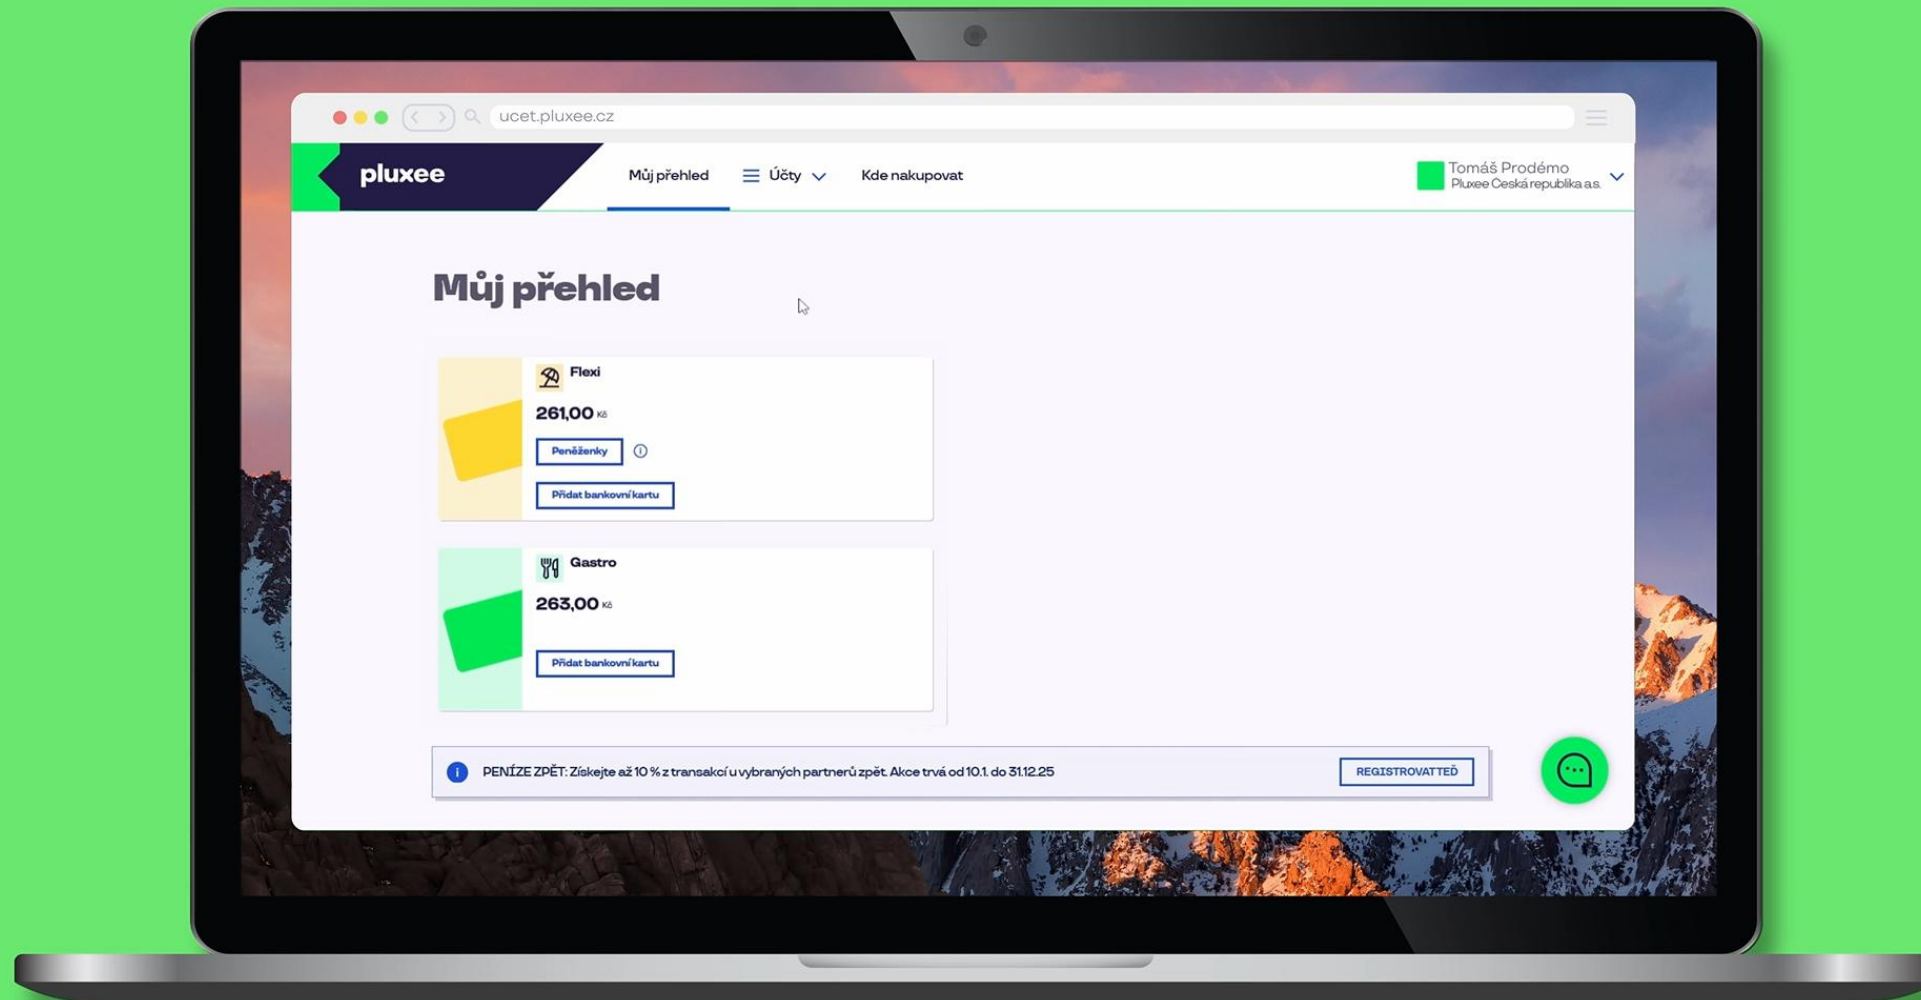 ucet.pluxee.cz
pluxee
Můj přehled
Účty
Kde nakupovat
Tomáš Prodémo
Pluxee Česká republika a.s.
Můj přehled
Flexi
261,00 Kč
Peněženky
Přidat bankovní kartu
Gastro
263,00 Kč
Přidat bankovní kartu
PENÍZE ZPĚT: Získejte až 10 % z transakcí u vybraných partnerů zpět. Akce trvá od 10.1. do 31.12.25
REGISTROVAT TEĎ